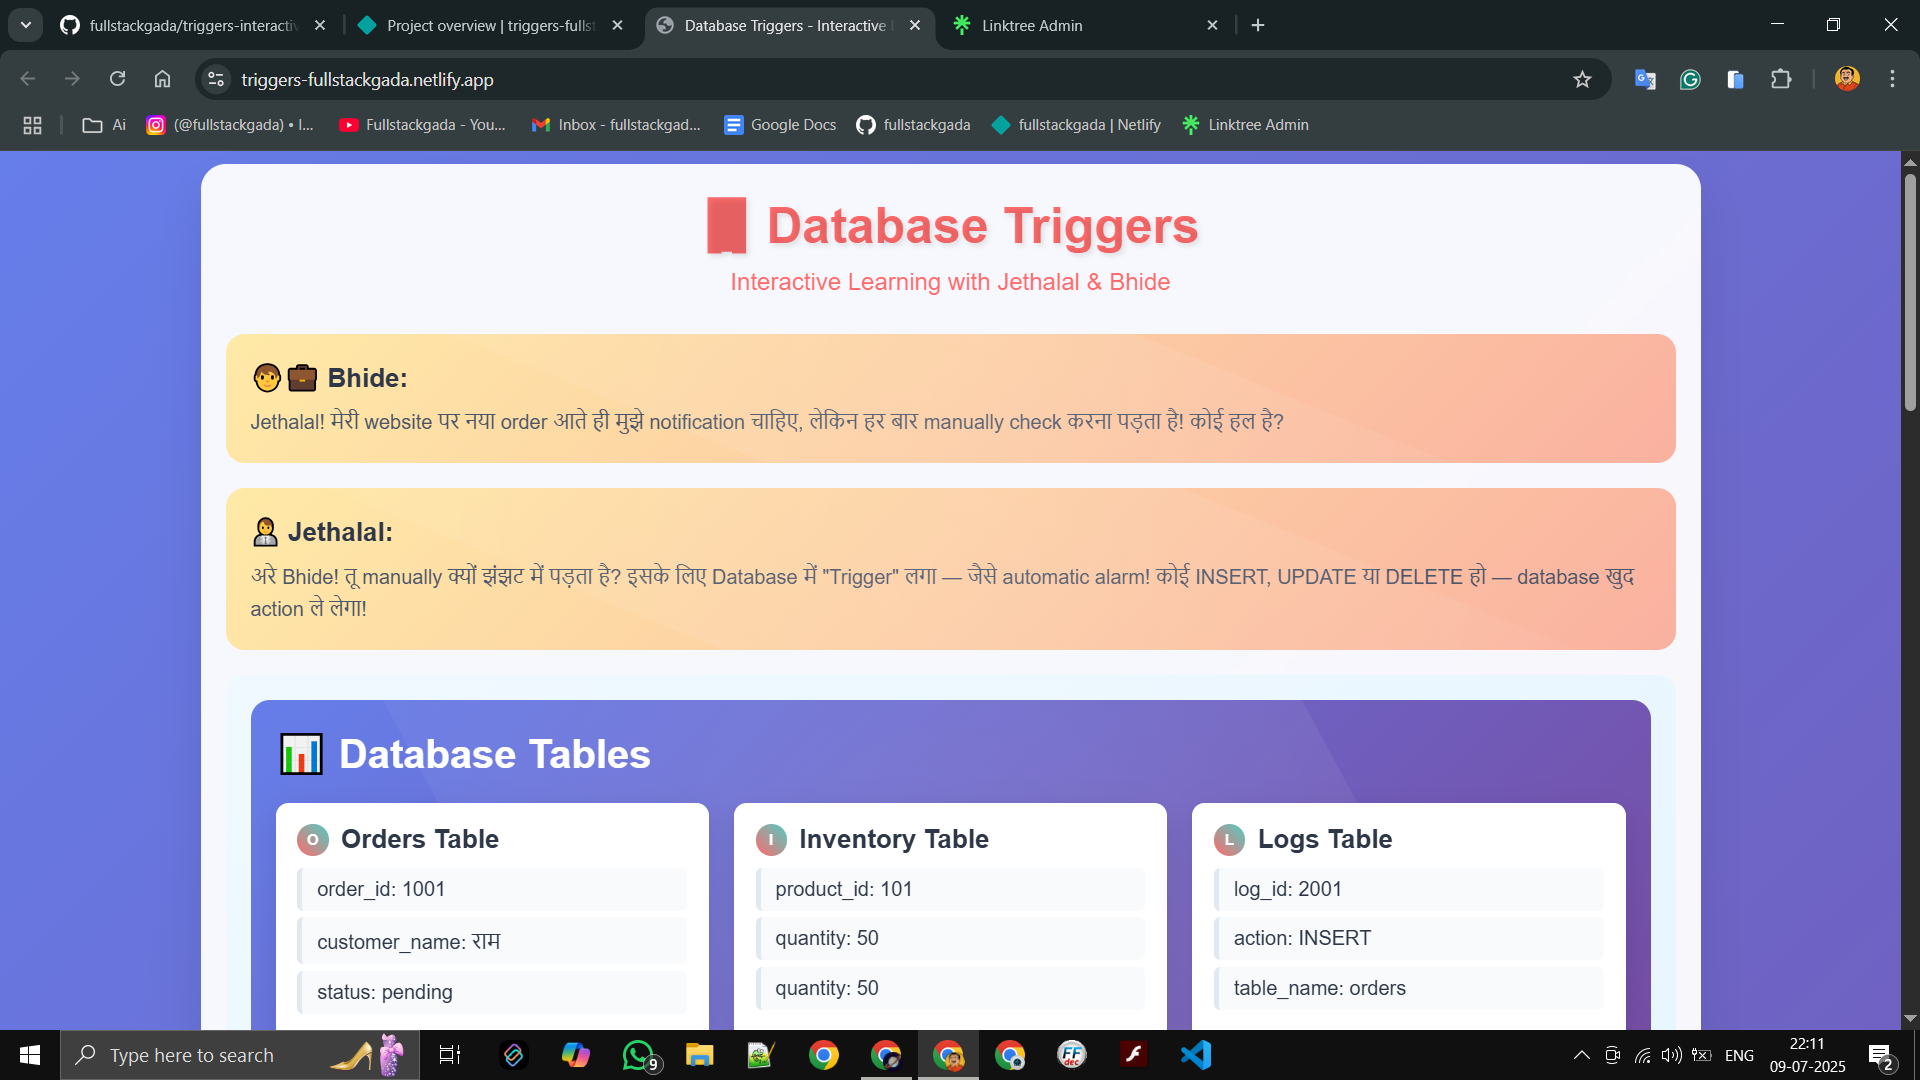 fullstackgada/triggers-interactiv
Project overview | triggers-fulls
Database Triggers - Interactive
Linktree Admin
triggers-fullstackgada.netlify.app
Ai
(@fullstackgada) • I...
Fullstackgada - You...
Inbox - fullstackgad...
Google Docs
fullstackgada
fullstackgada | Netlify
Linktree Admin
Database Triggers
Interactive Learning with Jethalal & Bhide
Bhide:
Jethalal! मेरी website पर नया order आते ही मुझे notification चाहिए, लेकिन हर बार manually check करना पड़ता है! कोई हल है?
Jethalal:
अरे Bhide! तू manually क्यों झंझट में पड़ता है? इसके लिए Database में "Trigger" लगा — जैसे automatic alarm! कोई INSERT, UPDATE या DELETE हो — database खुद
action ले लेगा!
Database Tables
O Orders Table
order_id: 1001
customer_name: राम
status: pending
I Inventory Table
product_id: 101
quantity: 50
quantity: 50
L Logs Table
log_id: 2001
action: INSERT
table_name: orders
Type here to search
9
FF
dec
ENG
22:11
09-07-2025
2